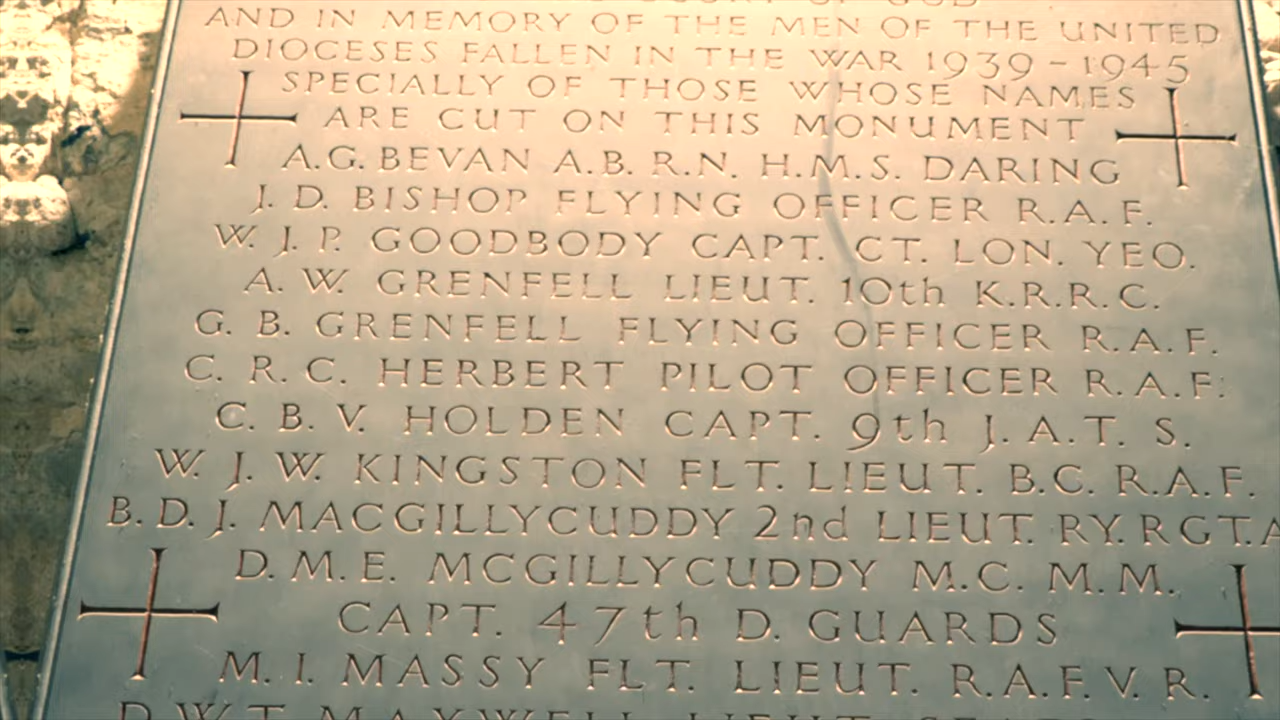 GOD
AND IN MEMORY OF THE MEN OF THE UNITED
DIOCESES FALLEN IN THE WAR 1939-1945
SPECIALLY OF THOSE WHOSE NAMES
ARE CUT ON THIS MONUMENT
A.G. BEVAN A.B. R.N. H.M.S. DARING
J. D. BISHOP FLYING OFFICER R.A.F.
W. J. P. GOODBODY CAPT. CT. LON. YEO.
A. W. GRENFELL LIEUT. 10th K.R.R.C.
G. B. GRENFELL FLYING OFFICER R.A.F.
C. R. C. HERBERT PILOT OFFICER R.A.F.
C. B. V. HOLDEN CAPT. 9th J.A.T.S.
W. J. W. KINGSTON FLT. LIEUT. B.C. R.A.F.
B. D. J. MACGILLYCUDDY 2nd LIEUT. RY. RGT.A
D. M. E. MCGILLYCUDDY M.C. M.M.
CAPT. 47th D. GUARDS
M. I. MASSY FLT. LIEUT. R.A.F.V.R.
D.W.T. MAXWELL LIEUT.